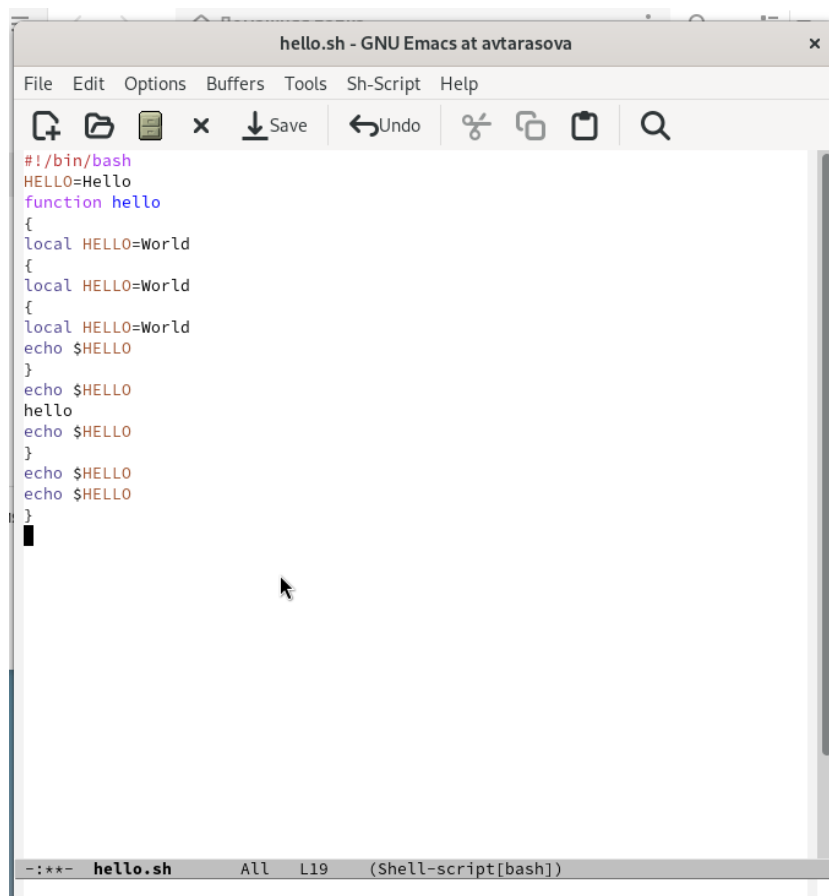 hello.sh - GNU Emacs at avtarasova
File Edit Options Buffers Tools Sh-Script Help
Save Undo
#!/bin/bash
HELLO=Hello
function hello
{
local HELLO=World
{
local HELLO=World
{
local HELLO=World
echo $HELLO
}
echo $HELLO
hello
echo $HELLO
}
echo $HELLO
echo $HELLO
}
-:**- hello.sh All L19 (Shell-script[bash])